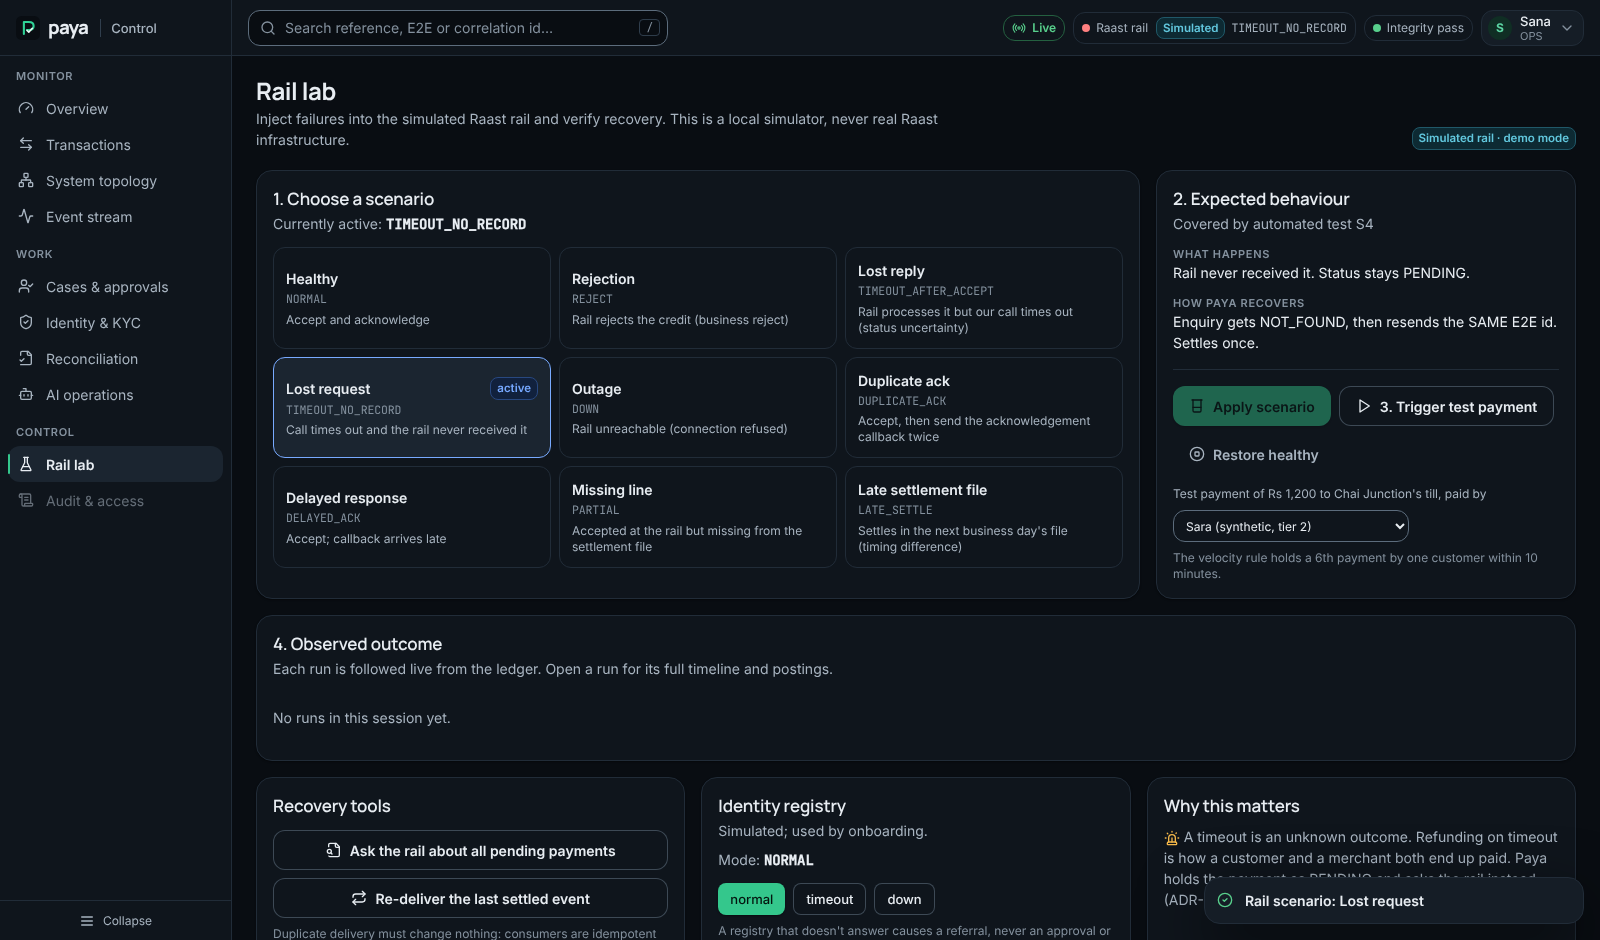 paya
Control
Search reference, E2E or correlation id...
/
Live
Raast rail
Simulated
TIMEOUT_NO_RECORD
Integrity pass
S
Sana
OPS
MONITOR
Overview
Transactions
System topology
Event stream
WORK
Cases & approvals
Identity & KYC
Reconciliation
AI operations
CONTROL
Rail lab
Audit & access
Collapse
Rail lab
Inject failures into the simulated Raast rail and verify recovery. This is a local simulator, never real Raast
infrastructure.
Simulated rail · demo mode
1. Choose a scenario
Currently active: TIMEOUT_NO_RECORD
Healthy
NORMAL
Accept and acknowledge
Rejection
REJECT
Rail rejects the credit (business reject)
Lost reply
TIMEOUT_AFTER_ACCEPT
Rail processes it but our call times out
(status uncertainty)
Lost request
active
TIMEOUT_NO_RECORD
Call times out and the rail never received it
Outage
DOWN
Rail unreachable (connection refused)
Duplicate ack
DUPLICATE_ACK
Accept, then send the acknowledgement
callback twice
Delayed response
DELAYED_ACK
Accept; callback arrives late
Missing line
PARTIAL
Accepted at the rail but missing from the
settlement file
Late settlement file
LATE_SETTLE
Settles in the next business day's file
(timing difference)
2. Expected behaviour
Covered by automated test S4
WHAT HAPPENS
Rail never received it. Status stays PENDING.
HOW PAYA RECOVERS
Enquiry gets NOT_FOUND, then resends the SAME E2E id.
Settles once.
Apply scenario
3. Trigger test payment
Restore healthy
Test payment of Rs 1,200 to Chai Junction's till, paid by
Sara (synthetic, tier 2)
The velocity rule holds a 6th payment by one customer within 10
minutes.
4. Observed outcome
Each run is followed live from the ledger. Open a run for its full timeline and postings.
No runs in this session yet.
Recovery tools
Ask the rail about all pending payments
Re-deliver the last settled event
Duplicate delivery must change nothing: consumers are idempotent
Identity registry
Simulated; used by onboarding.
Mode: NORMAL
normal
timeout
down
A registry that doesn't answer causes a referral, never an approval or
Why this matters
A timeout is an unknown outcome. Refunding on timeout
is how a customer and a merchant both end up paid. Paya
holds the payment as PENDING and asks the rail instead
(ADR-
Rail scenario: Lost request